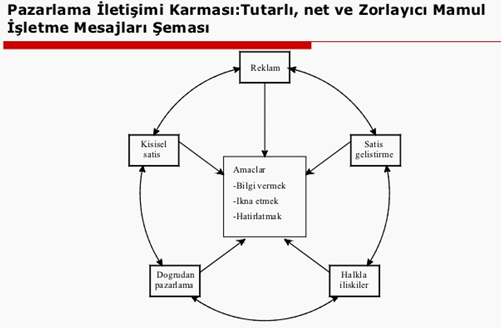 Pazarlama İletişimi Karması:Tutarlı, net ve Zorlayıcı Mamul
İşletme Mesajları Şeması
Reklam
Kisisel
satis
Satis
gelistirme
Amaclar
-Bilgi vermek
-Ikna etmek
-Hatirlatmak
Dogrudan
pazarlama
Halkla
iliskiler